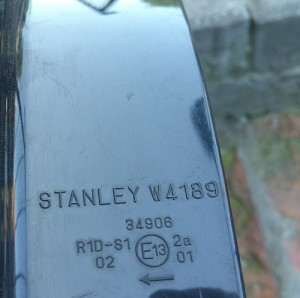 STANLEY W4189
34906
R1D-S1 E13 2a
02 01